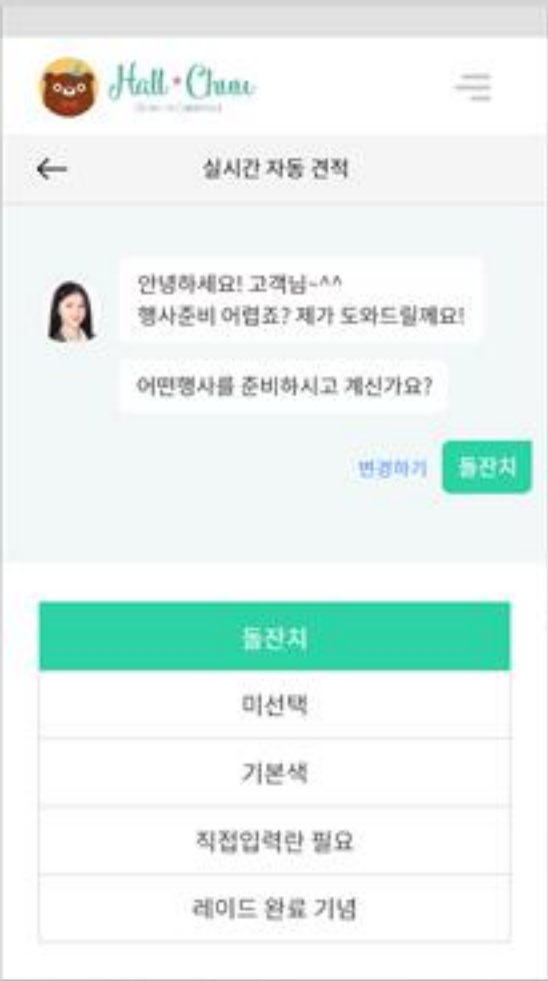 실시간 자동 견적
안녕하세요! 고객님~^^
행사준비 어렵죠? 제가 도와드릴께요!
어떤행사를 준비하시고 계신가요?
변경하기
돌잔치
돌잔치
미선택
기본색
직접입력란 필요
레이드 완료 기념